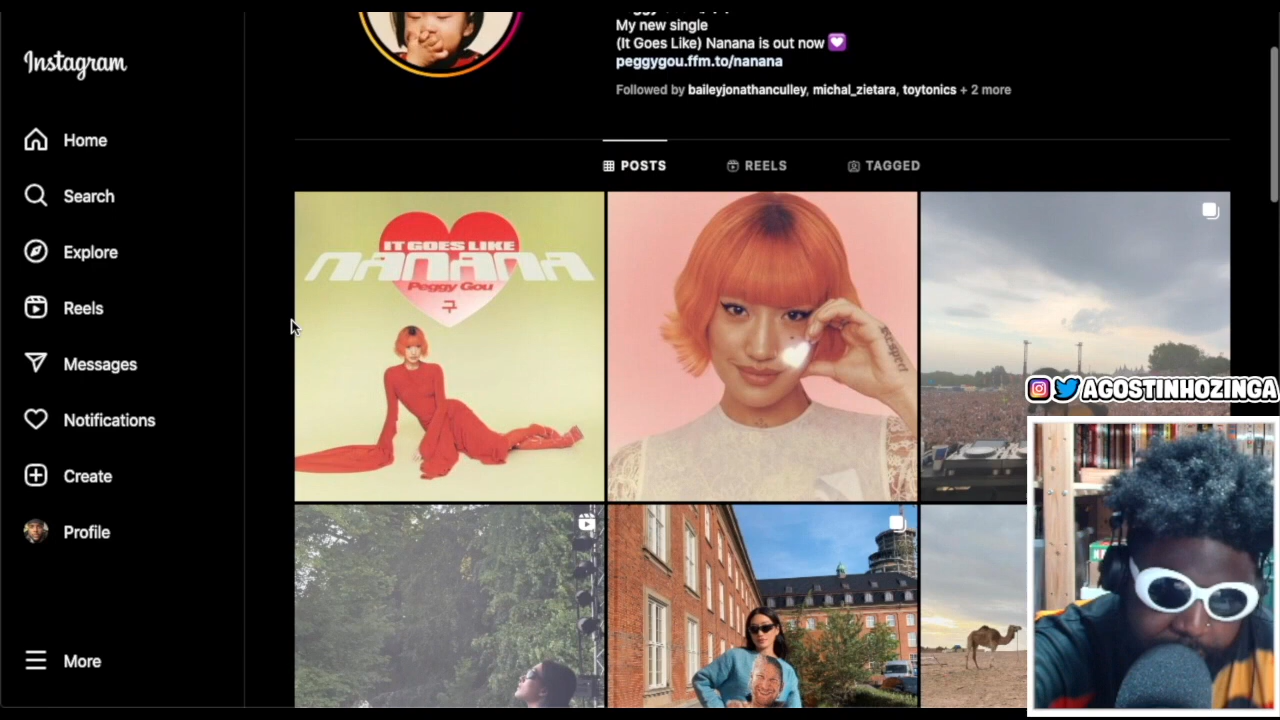 Instagram
Home
Search
Explore
Reels
Messages
Notifications
Create
Profile
More
My new single
(It Goes Like) Nanana is out now
peggygou.ffm.to/nanana
Followed by baileyjonathanculley, michal_zietara, toytonics + 2 more
POSTS
REELS
TAGGED
IT GOES LIKE
NANANA
Peggy Gou
구
AGOSTINHOZINGA